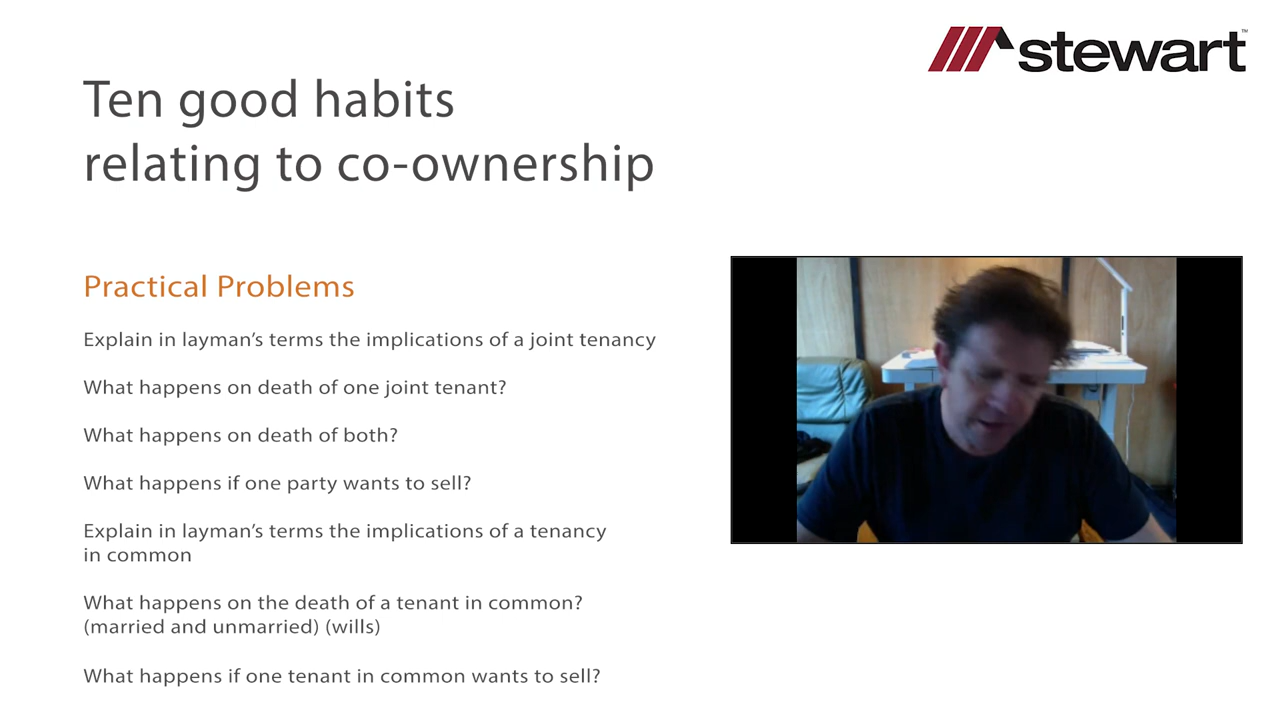 stewart™
Ten good habits
relating to co-ownership
Practical Problems
Explain in layman’s terms the implications of a joint tenancy
What happens on death of one joint tenant?
What happens on death of both?
What happens if one party wants to sell?
Explain in layman’s terms the implications of a tenancy
in common
What happens on the death of a tenant in common?
(married and unmarried) (wills)
What happens if one tenant in common wants to sell?